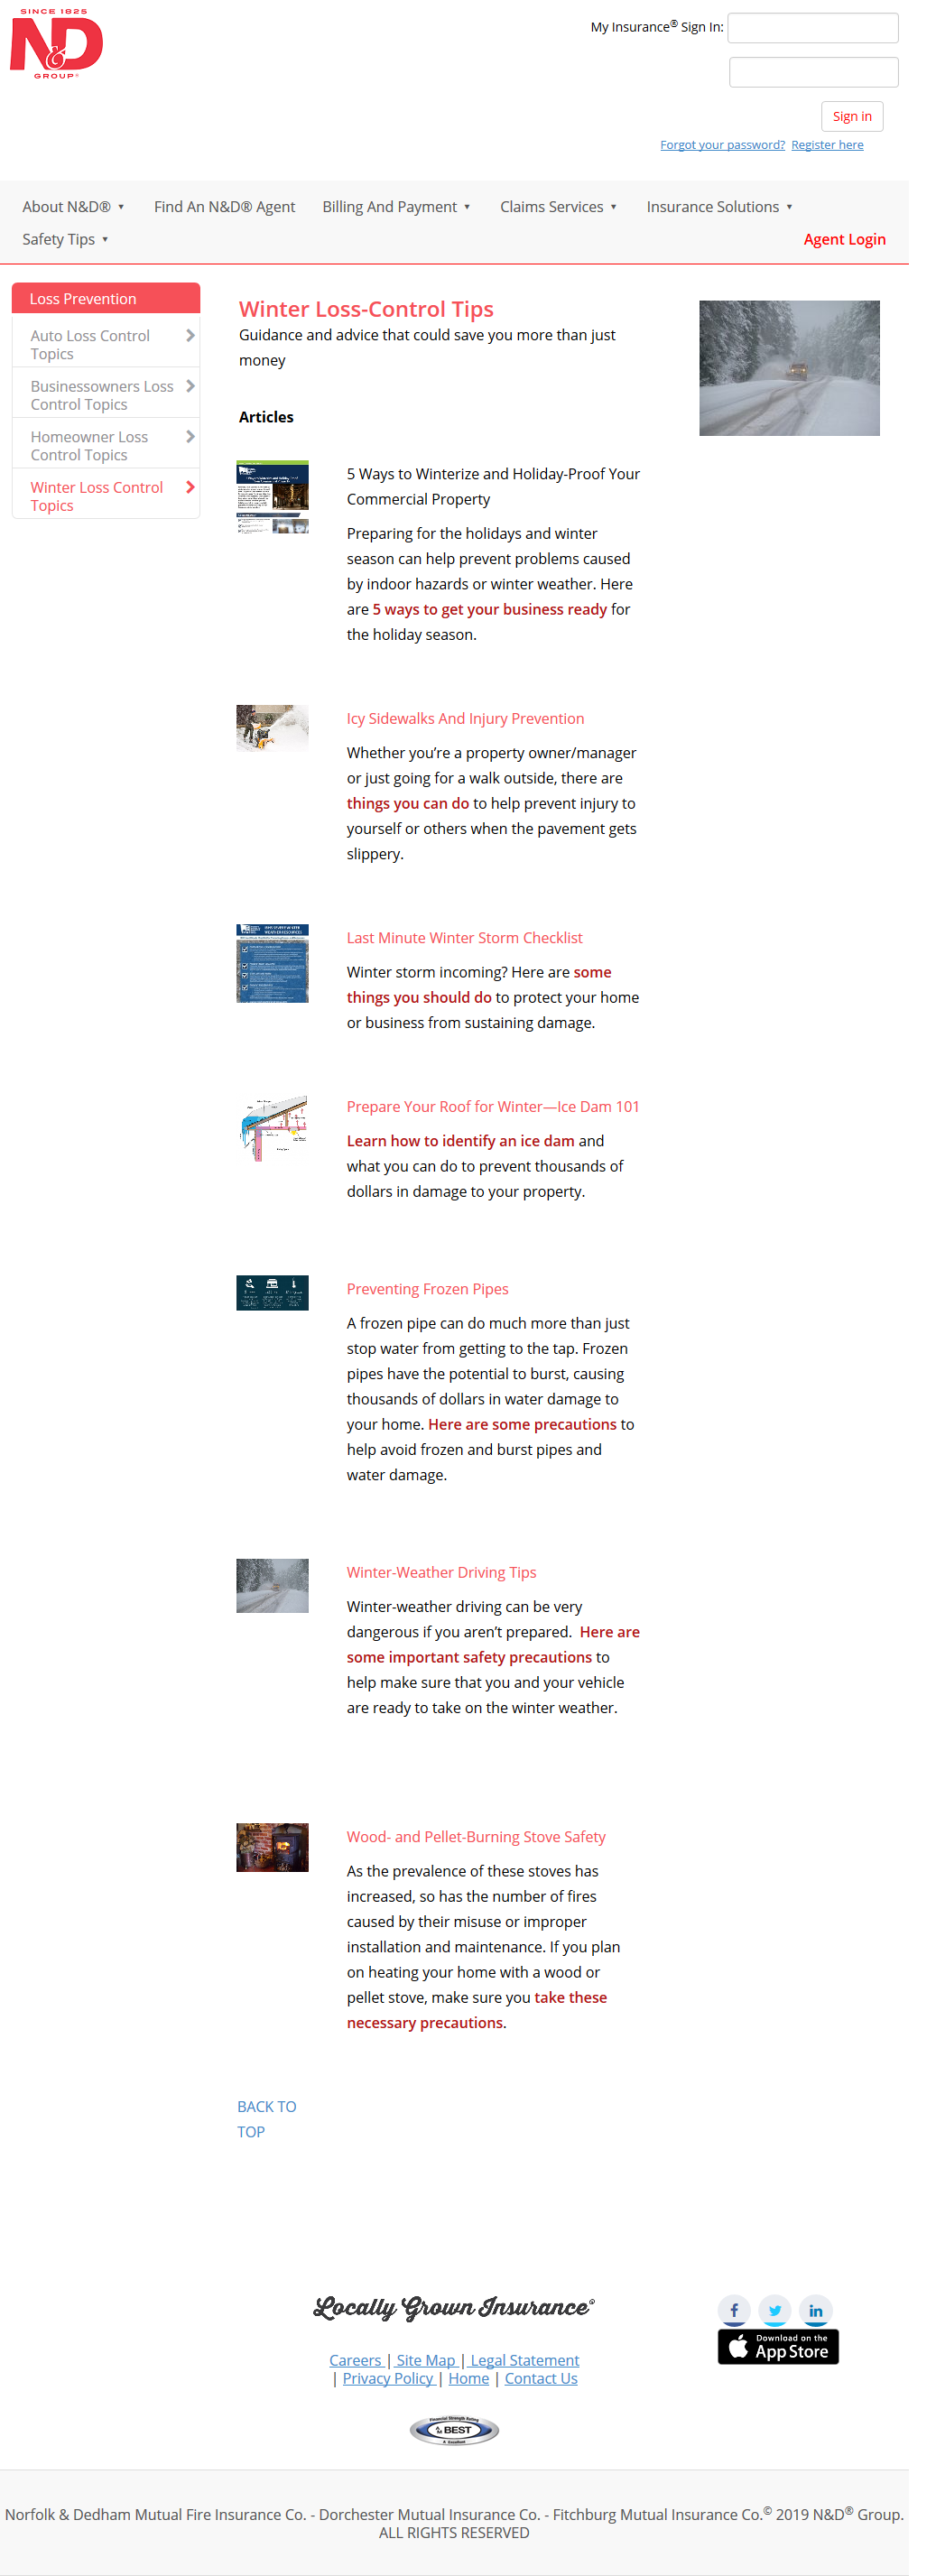 SINCE 1825
N&D
GROUP®
My Insurance® Sign In:
Sign in
Forgot your password? Register here
About N&D® ▼ Find An N&D® Agent Billing And Payment ▼ Claims Services ▼ Insurance Solutions ▼
Safety Tips ▼ Agent Login
Loss Prevention
Auto Loss Control
Topics
Businessowners Loss
Control Topics
Homeowner Loss
Control Topics
Winter Loss Control
Topics
Winter Loss-Control Tips
Guidance and advice that could save you more than just
money
Articles
5 Ways to Winterize and Holiday-Proof Your
Commercial Property
Preparing for the holidays and winter
season can help prevent problems caused
by indoor hazards or winter weather. Here
are 5 ways to get your business ready for
the holiday season.
Icy Sidewalks And Injury Prevention
Whether you’re a property owner/manager
or just going for a walk outside, there are
things you can do to help prevent injury to
yourself or others when the pavement gets
slippery.
Last Minute Winter Storm Checklist
Winter storm incoming? Here are some
things you should do to protect your home
or business from sustaining damage.
Prepare Your Roof for Winter—Ice Dam 101
Learn how to identify an ice dam and
what you can do to prevent thousands of
dollars in damage to your property.
Preventing Frozen Pipes
A frozen pipe can do much more than just
stop water from getting to the tap. Frozen
pipes have the potential to burst, causing
thousands of dollars in water damage to
your home. Here are some precautions to
help avoid frozen and burst pipes and
water damage.
Winter-Weather Driving Tips
Winter-weather driving can be very
dangerous if you aren’t prepared. Here are
some important safety precautions to
help make sure that you and your vehicle
are ready to take on the winter weather.
Wood- and Pellet-Burning Stove Safety
As the prevalence of these stoves has
increased, so has the number of fires
caused by their misuse or improper
installation and maintenance. If you plan
on heating your home with a wood or
pellet stove, make sure you take these
necessary precautions.
BACK TO
TOP
Locally Grown Insurance®
Download on the
App Store
Careers | Site Map | Legal Statement
| Privacy Policy | Home | Contact Us
Financial Strength Rating
BEST
A Excellent
Norfolk & Dedham Mutual Fire Insurance Co. - Dorchester Mutual Insurance Co. - Fitchburg Mutual Insurance Co.© 2019 N&D® Group.
ALL RIGHTS RESERVED